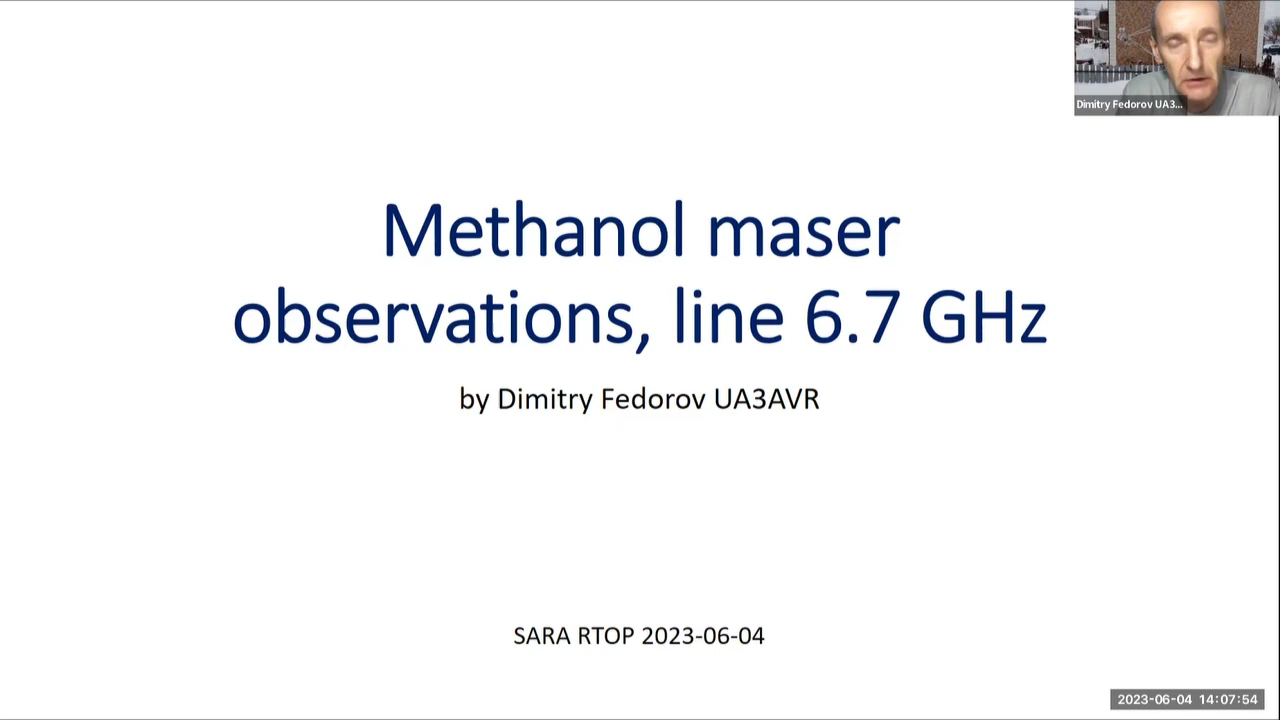 Dimitry Fedorov UA3...
Methanol maser
observations, line 6.7 GHz
by Dimitry Fedorov UA3AVR
SARA RTOP 2023-06-04
2023-06-04 14:07:54